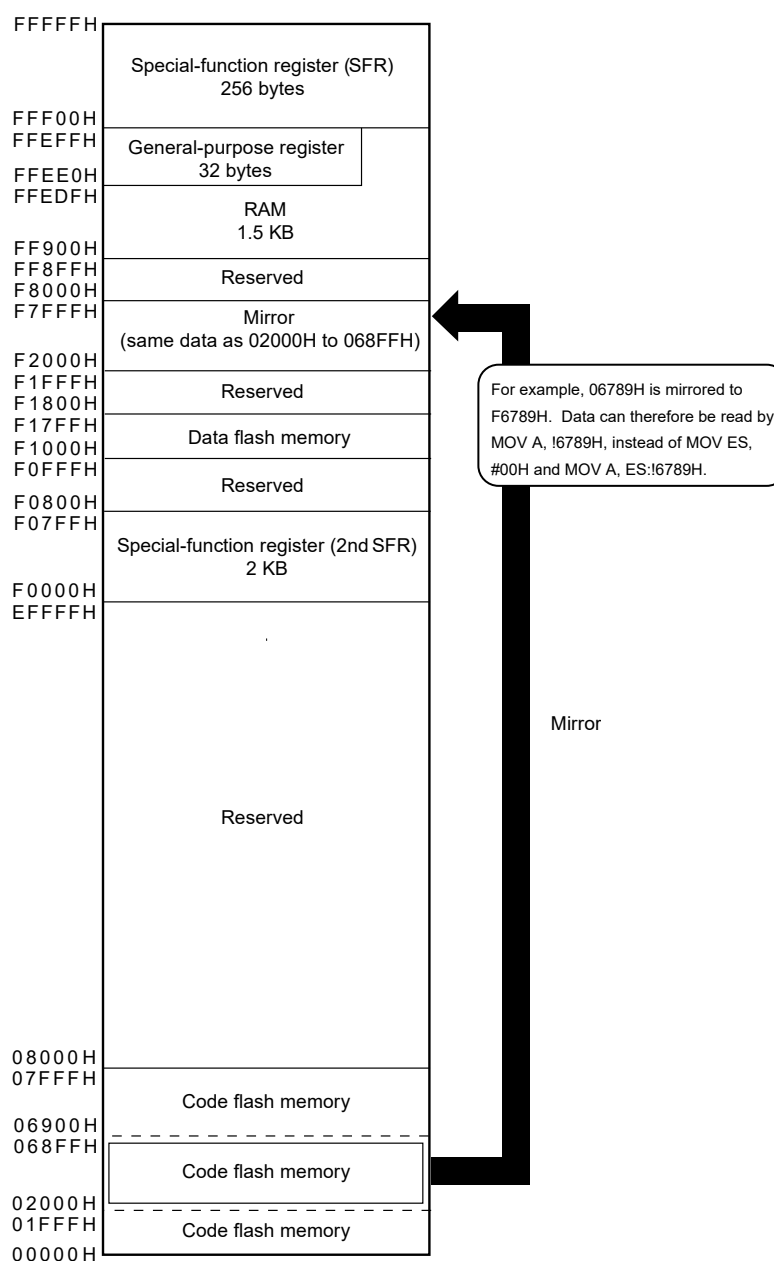 FFFFFH
Special-function register (SFR)
256 bytes
FFF00H
FFEFFH
General-purpose register
32 bytes
FFEE0H
FFEDFH
RAM
1.5 KB
FF900H
FF8FFH
Reserved
F8000H
F7FFFH
Mirror
(same data as 02000H to 068FFH)
F2000H
F1FFFH
Reserved
F1800H
F17FFH
Data flash memory
F1000H
F0FFFH
Reserved
F0800H
F07FFH
Special-function register (2nd SFR)
2 KB
F0000H
EFFFFH
Reserved
08000H
07FFFH
Code flash memory
06900H
068FFH
Code flash memory
02000H
01FFFH
Code flash memory
00000H
For example, 06789H is mirrored to
F6789H. Data can therefore be read by
MOV A, !6789H, instead of MOV ES,
#00H and MOV A, ES:!6789H.
Mirror